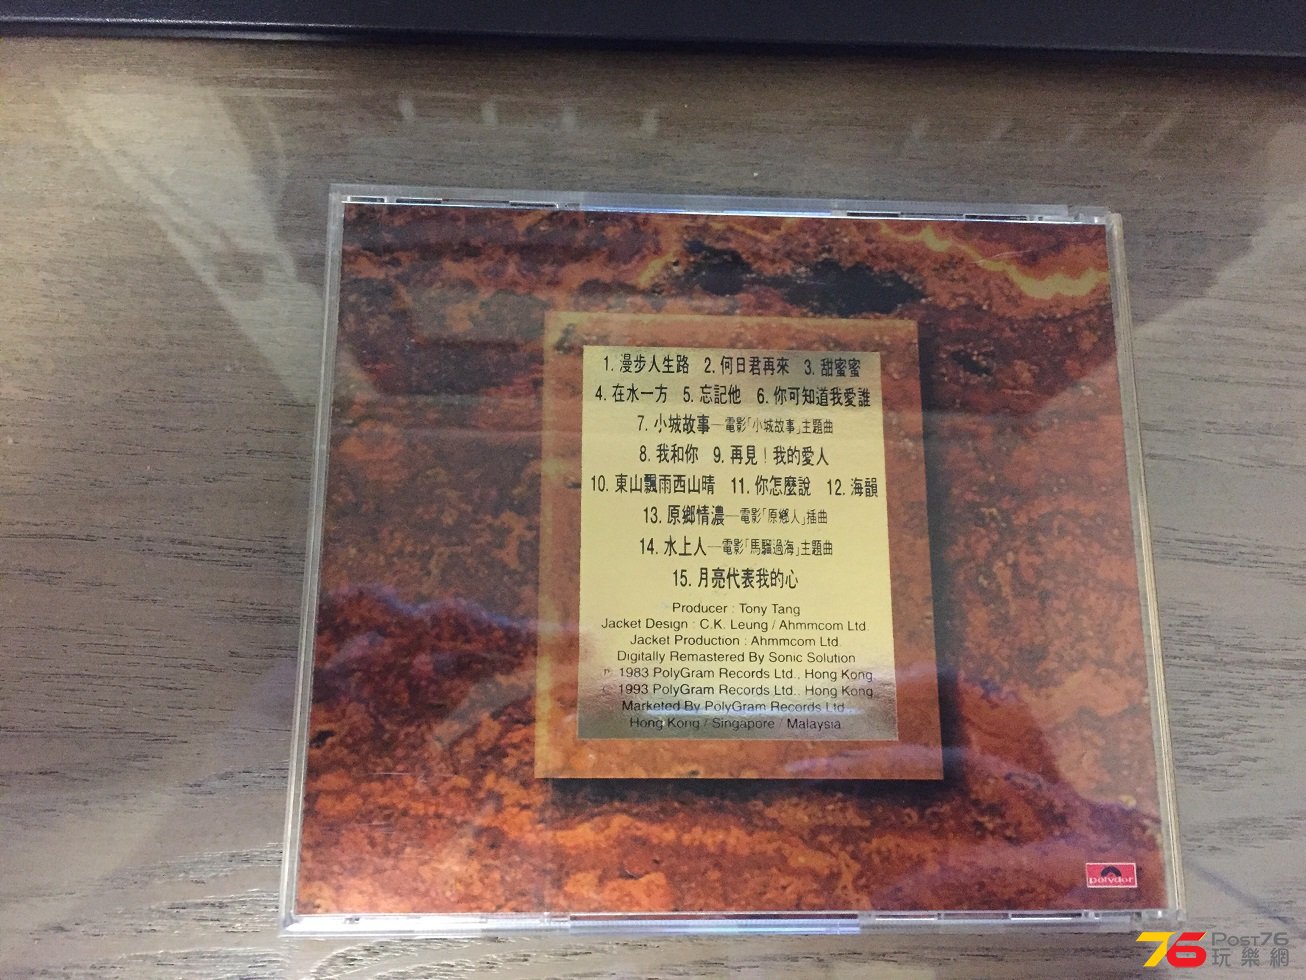 1. 漫步人生路 2. 何日君再來 3. 甜蜜蜜
4. 在水一方 5. 忘記他 6. 你可知道我愛誰
7. 小城故事─電影「小城故事」主題曲
8. 我和你 9. 再見！我的愛人
10. 東山飄雨西山晴 11. 你怎麼說 12. 海韻
13. 原鄉情濃─電影「原鄉人」插曲
14. 水上人─電影「馬騮過海」主題曲
15. 月亮代表我的心
Producer : Tony Tang
Jacket Design : C.K. Leung / Ahmmcom Ltd.
Jacket Production : Ahmmcom Ltd.
Digitally Remastered By Sonic Solution
℗ 1983 PolyGram Records Ltd., Hong Kong
© 1993 PolyGram Records Ltd., Hong Kong
Marketed By PolyGram Records Ltd.
Hong Kong / Singapore / Malaysia
polydor
76 Post76
玩樂網